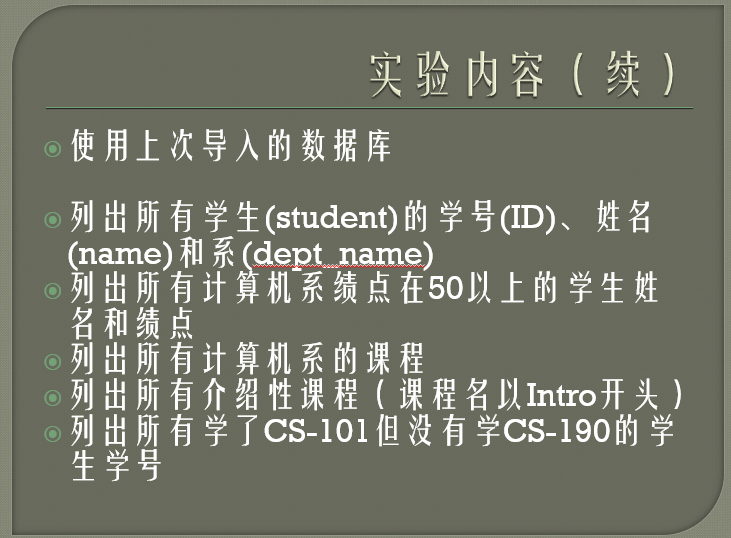 实验内容（续）
使用上次导入的数据库
列出所有学生(student)的学号(ID)、姓名
(name)和系(dept_name)
列出所有计算机系绩点在50以上的学生姓
名和绩点
列出所有计算机系的课程
列出所有介绍性课程（课程名以Intro开头）
列出所有学了CS-101但没有学CS-190的学
生学号